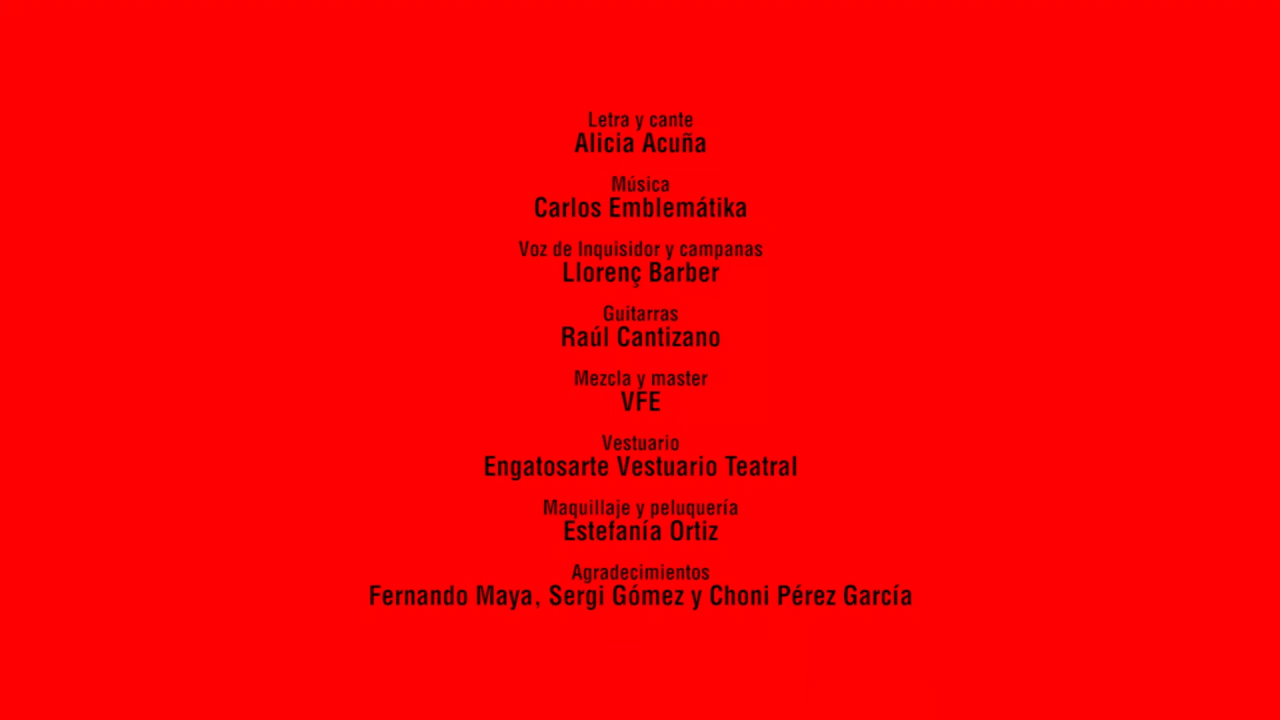 Letra y cante
Alicia Acuña
Música
Carlos Emblemátika
Voz de Inquisidor y campanas
Llorenç Barber
Guitarras
Raúl Cantizano
Mezcla y master
VFE
Vestuario
Engatosarte Vestuario Teatral
Maquillaje y peluquería
Estefanía Ortiz
Agradecimientos
Fernando Maya, Sergi Gómez y Choni Pérez García